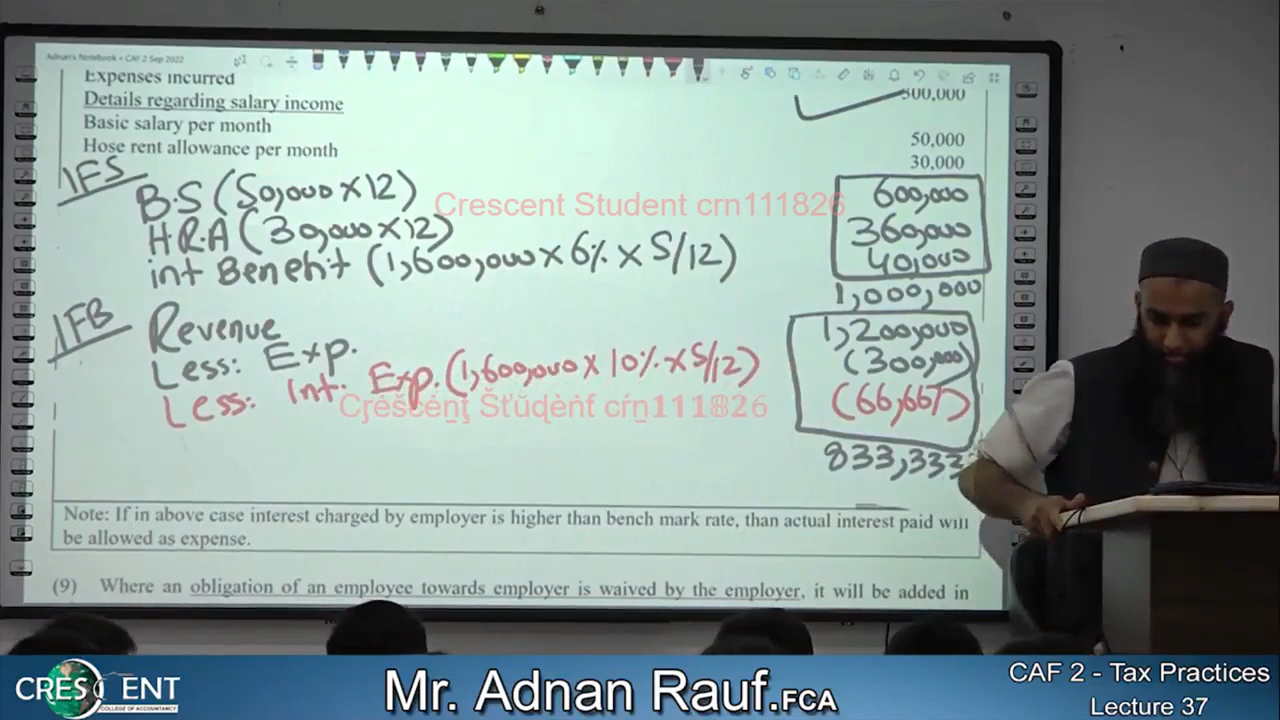 Adnan's Notebook • CAF 2 Sep 2022
Expenses incurred 300,000
Details regarding salary income
Basic salary per month 50,000
Hose rent allowance per month 30,000
IFS
B.S (50,000 x 12) 600,000
H.R.A (30,000 x 12) 360,000
int Benefit (1,600,000 x 6% x 5/12) 40,000
1,000,000
IFB
Revenue 1,200,000
Less: Exp. (300,000)
Less: Int. Exp. (1,600,000 x 10% x 5/12) (66,667)
833,333
Crescent Student crn111826
Crescent Student crn111826
Note: If in above case interest charged by employer is higher than bench mark rate, than actual interest paid will
be allowed as expense.
(9) Where an obligation of an employee towards employer is waived by the employer, it will be added in
CRESCENT
COLLEGE OF ACCOUNTANCY
Mr. Adnan Rauf.FCA
CAF 2 - Tax Practices
Lecture 37